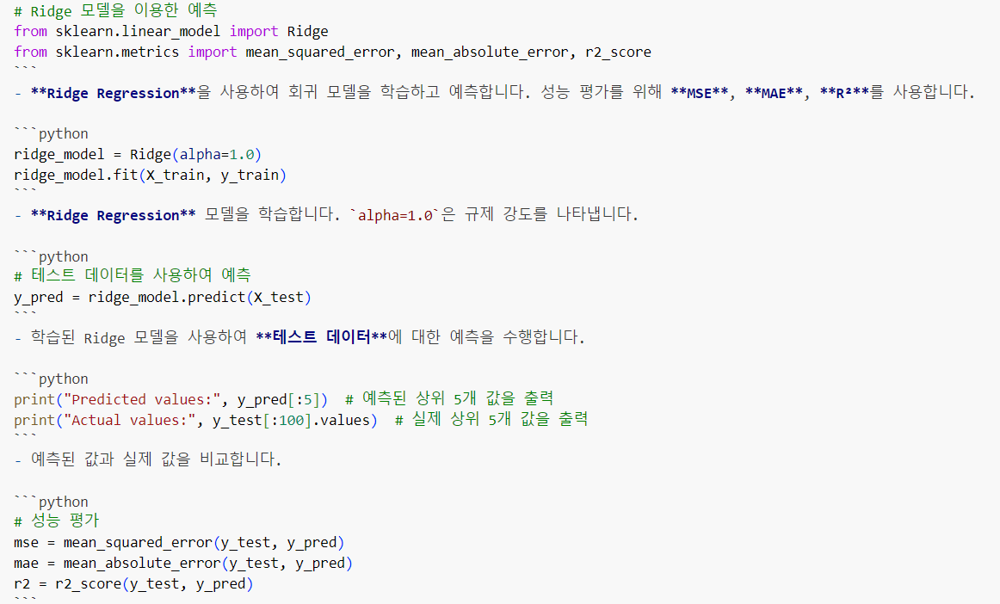 # Ridge 모델을 이용한 예측
from sklearn.linear_model import Ridge
from sklearn.metrics import mean_squared_error, mean_absolute_error, r2_score
```
- **Ridge Regression**을 사용하여 회귀 모델을 학습하고 예측합니다. 성능 평가를 위해 **MSE**, **MAE**, **R²**를 사용합니다.
```python
ridge_model = Ridge(alpha=1.0)
ridge_model.fit(X_train, y_train)
```
- **Ridge Regression** 모델을 학습합니다. `alpha=1.0`은 규제 강도를 나타냅니다.
```python
# 테스트 데이터를 사용하여 예측
y_pred = ridge_model.predict(X_test)
```
- 학습된 Ridge 모델을 사용하여 **테스트 데이터**에 대한 예측을 수행합니다.
```python
print("Predicted values:", y_pred[:5])  # 예측된 상위 5개 값을 출력
print("Actual values:", y_test[:100].values)  # 실제 상위 5개 값을 출력
```
- 예측된 값과 실제 값을 비교합니다.
```python
# 성능 평가
mse = mean_squared_error(y_test, y_pred)
mae = mean_absolute_error(y_test, y_pred)
r2 = r2_score(y_test, y_pred)
```